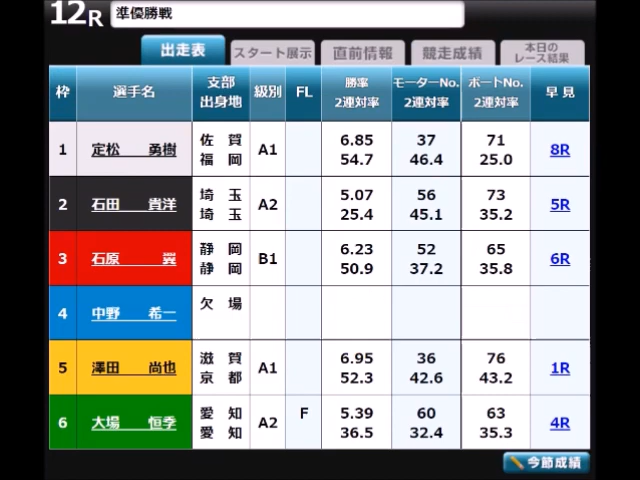 12R 準優勝戦
出走表 スタート展示 直前情報 競走成績 本日の
レース結果
枠 選手名 支部 級別 FL 勝率 モーターNo. ボートNo. 早見
出身地 2連対率 2連対率 2連対率
1 定松 勇樹 佐賀 A1 6.85 37 71 8R
福岡 54.7 46.4 25.0
2 石田 貴洋 埼玉 A2 5.07 56 73 5R
埼玉 25.4 45.1 35.2
3 石原 翼 静岡 B1 6.23 52 65 6R
静岡 50.9 37.2 35.8
4 中野 希一 欠場
5 澤田 尚也 滋賀 A1 6.95 36 76 1R
京都 52.3 42.6 43.2
6 大場 恒季 愛知 A2 F 5.39 60 63 4R
愛知 36.5 32.4 35.3
今節成績